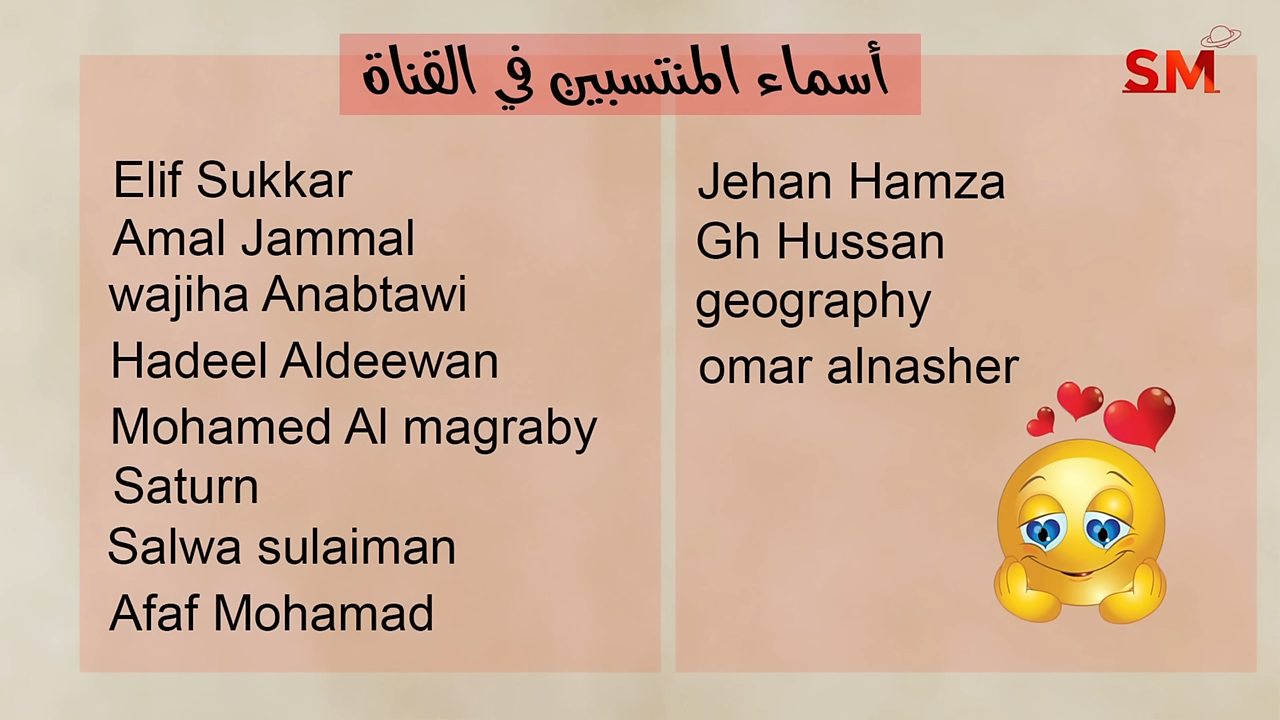 أسماء المنتسبين في القناة
SM
Elif Sukkar
Amal Jammal
wajiha Anabtawi
Hadeel Aldeewan
Mohamed Al magraby
Saturn
Salwa sulaiman
Afaf Mohamad
Jehan Hamza
Gh Hussan
geography
omar alnasher